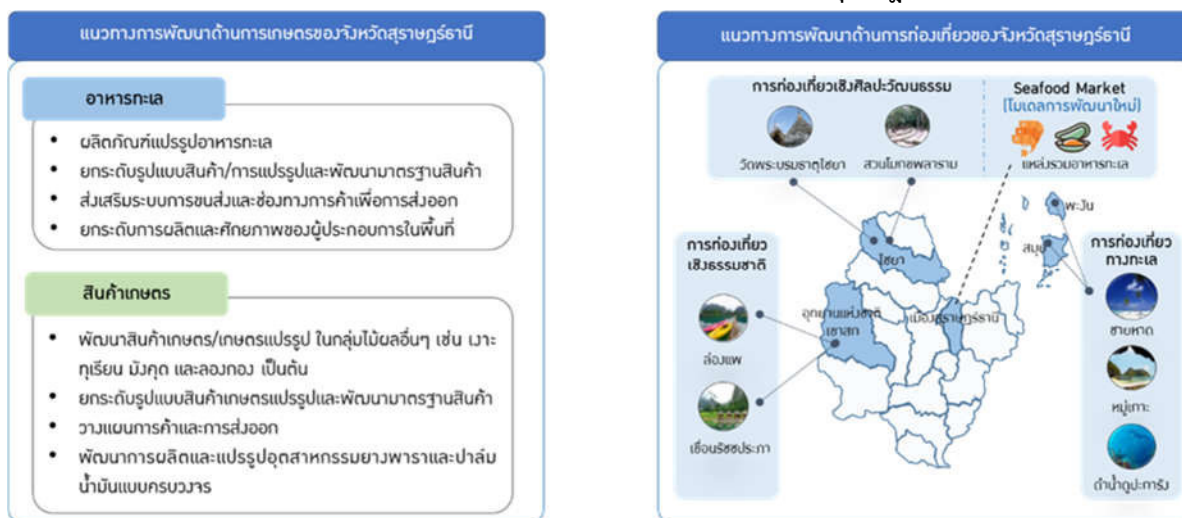 แนวทางการพัฒนาด้านการเกษตรของจังหวัดสุราษฎร์ธานี
อาหารทะเล
• ผลิตภัณฑ์แปรรูปอาหารทะเล
• ยกระดับรูปแบบสินค้า/การแปรรูปและพัฒนามาตรฐานสินค้า
• ส่งเสริมระบบการขนส่งและช่องทางการค้าเพื่อการส่งออก
• ยกระดับการผลิตและศักยภาพของผู้ประกอบการในพื้นที่
สินค้าเกษตร
• พัฒนาสินค้าเกษตร/เกษตรแปรรูป ในกลุ่มไม้ผลอื่นๆ เช่น เงาะ
ทุเรียน มังคุด และลองกอง เป็นต้น
• ยกระดับรูปแบบสินค้าเกษตรแปรรูปและพัฒนามาตรฐานสินค้า
• วางแผนการค้าและการส่งออก
• พัฒนาการผลิตและแปรรูปอุตสาหกรรมยางพาราและปาล์ม
น้ำมันแบบครบวงจร
แนวทางการพัฒนาด้านการท่องเที่ยวของจังหวัดสุราษฎร์ธานี
การท่องเที่ยวเชิงศิลปะวัฒนธรรม
วัดพระบรมธาตุไชยา
สวนโมกขพลาราม
Seafood Market
(โมเดลการพัฒนาใหม่)
แหล่งรวมอาหารทะเล
พะงัน
สมุย
ไชยา
อุทยานแห่งชาติ
เขาสก
เมืองสุราษฎร์ธานี
การท่องเที่ยว
เชิงธรรมชาติ
ล่องแพ
เขื่อนรัชชประภา
การท่องเที่ยว
ทางทะเล
ชายหาด
หมู่เกาะ
ดำน้ำดูปะการัง